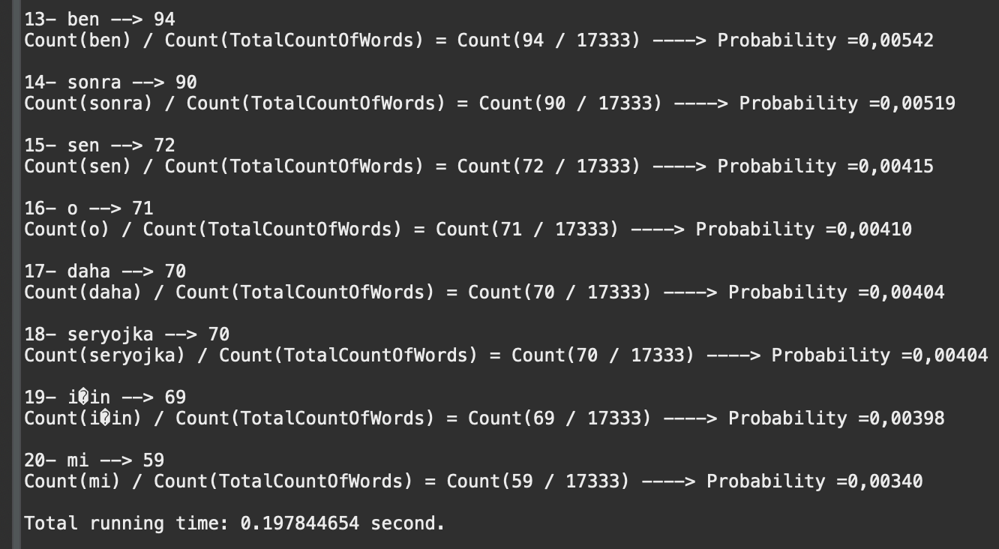 13- ben --> 94
Count(ben) / Count(TotalCountOfWords) = Count(94 / 17333) ----> Probability =0,00542
14- sonra --> 90
Count(sonra) / Count(TotalCountOfWords) = Count(90 / 17333) ----> Probability =0,00519
15- sen --> 72
Count(sen) / Count(TotalCountOfWords) = Count(72 / 17333) ----> Probability =0,00415
16- o --> 71
Count(o) / Count(TotalCountOfWords) = Count(71 / 17333) ----> Probability =0,00410
17- daha --> 70
Count(daha) / Count(TotalCountOfWords) = Count(70 / 17333) ----> Probability =0,00404
18- seryojka --> 70
Count(seryojka) / Count(TotalCountOfWords) = Count(70 / 17333) ----> Probability =0,00404
19- i�in --> 69
Count(i�in) / Count(TotalCountOfWords) = Count(69 / 17333) ----> Probability =0,00398
20- mi --> 59
Count(mi) / Count(TotalCountOfWords) = Count(59 / 17333) ----> Probability =0,00340
Total running time: 0.197844654 second.